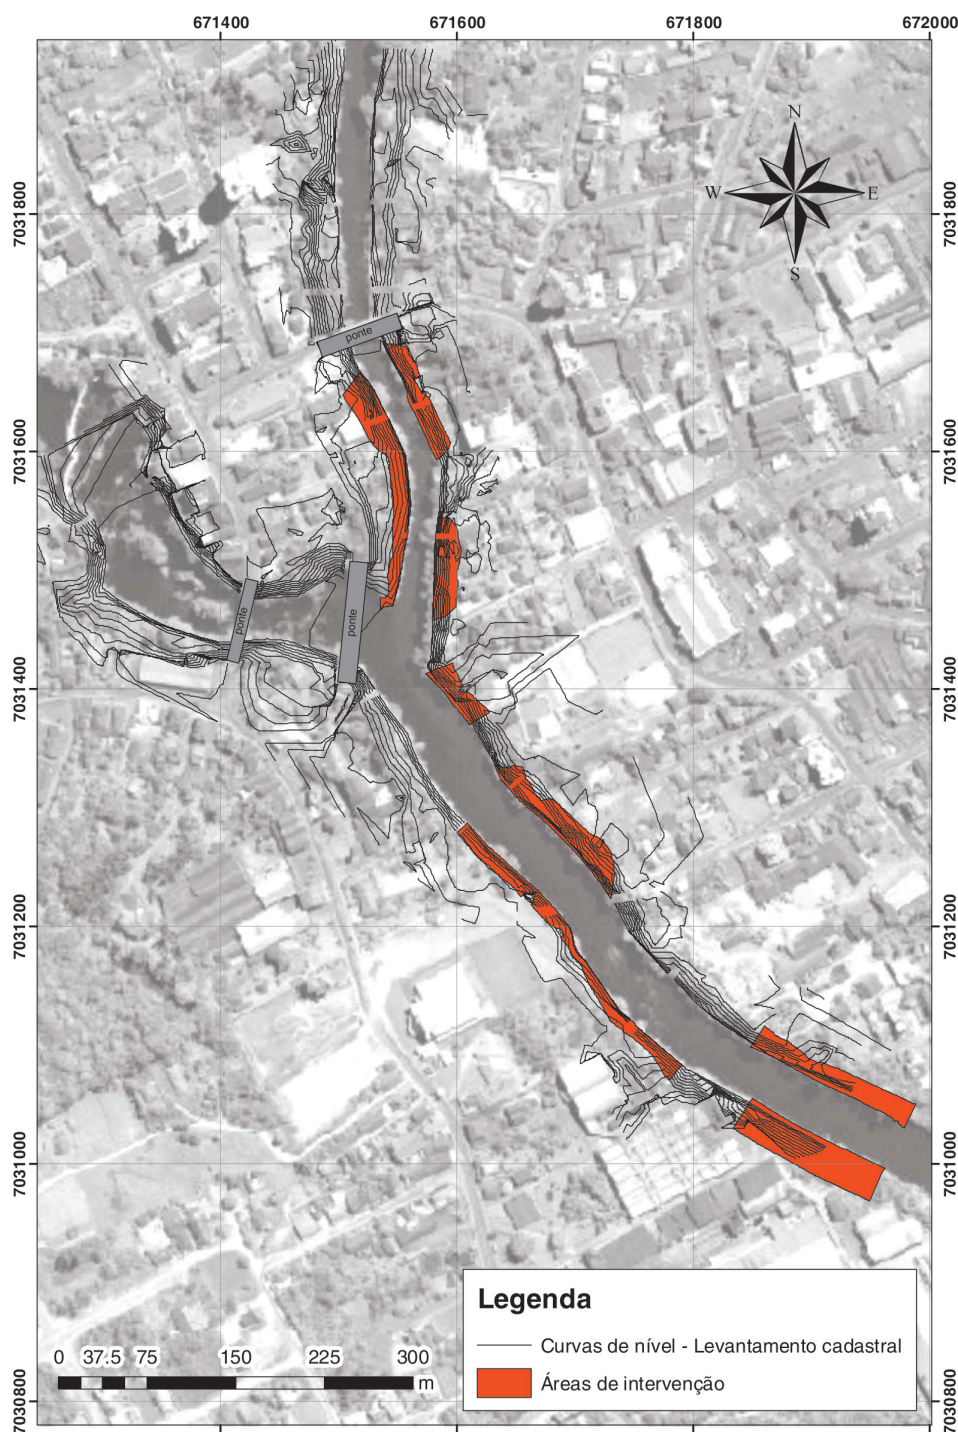 671400 671600 671800 672000
N
W E
S
7031800 7031800
ponte
7031600 7031600
ponte
ponte
7031400 7031400
7031200 7031200
7031000 7031000
Legenda
Curvas de nível - Levantamento cadastral
Áreas de intervenção
0 37.5 75 150 225 300
m
7030800 7030800